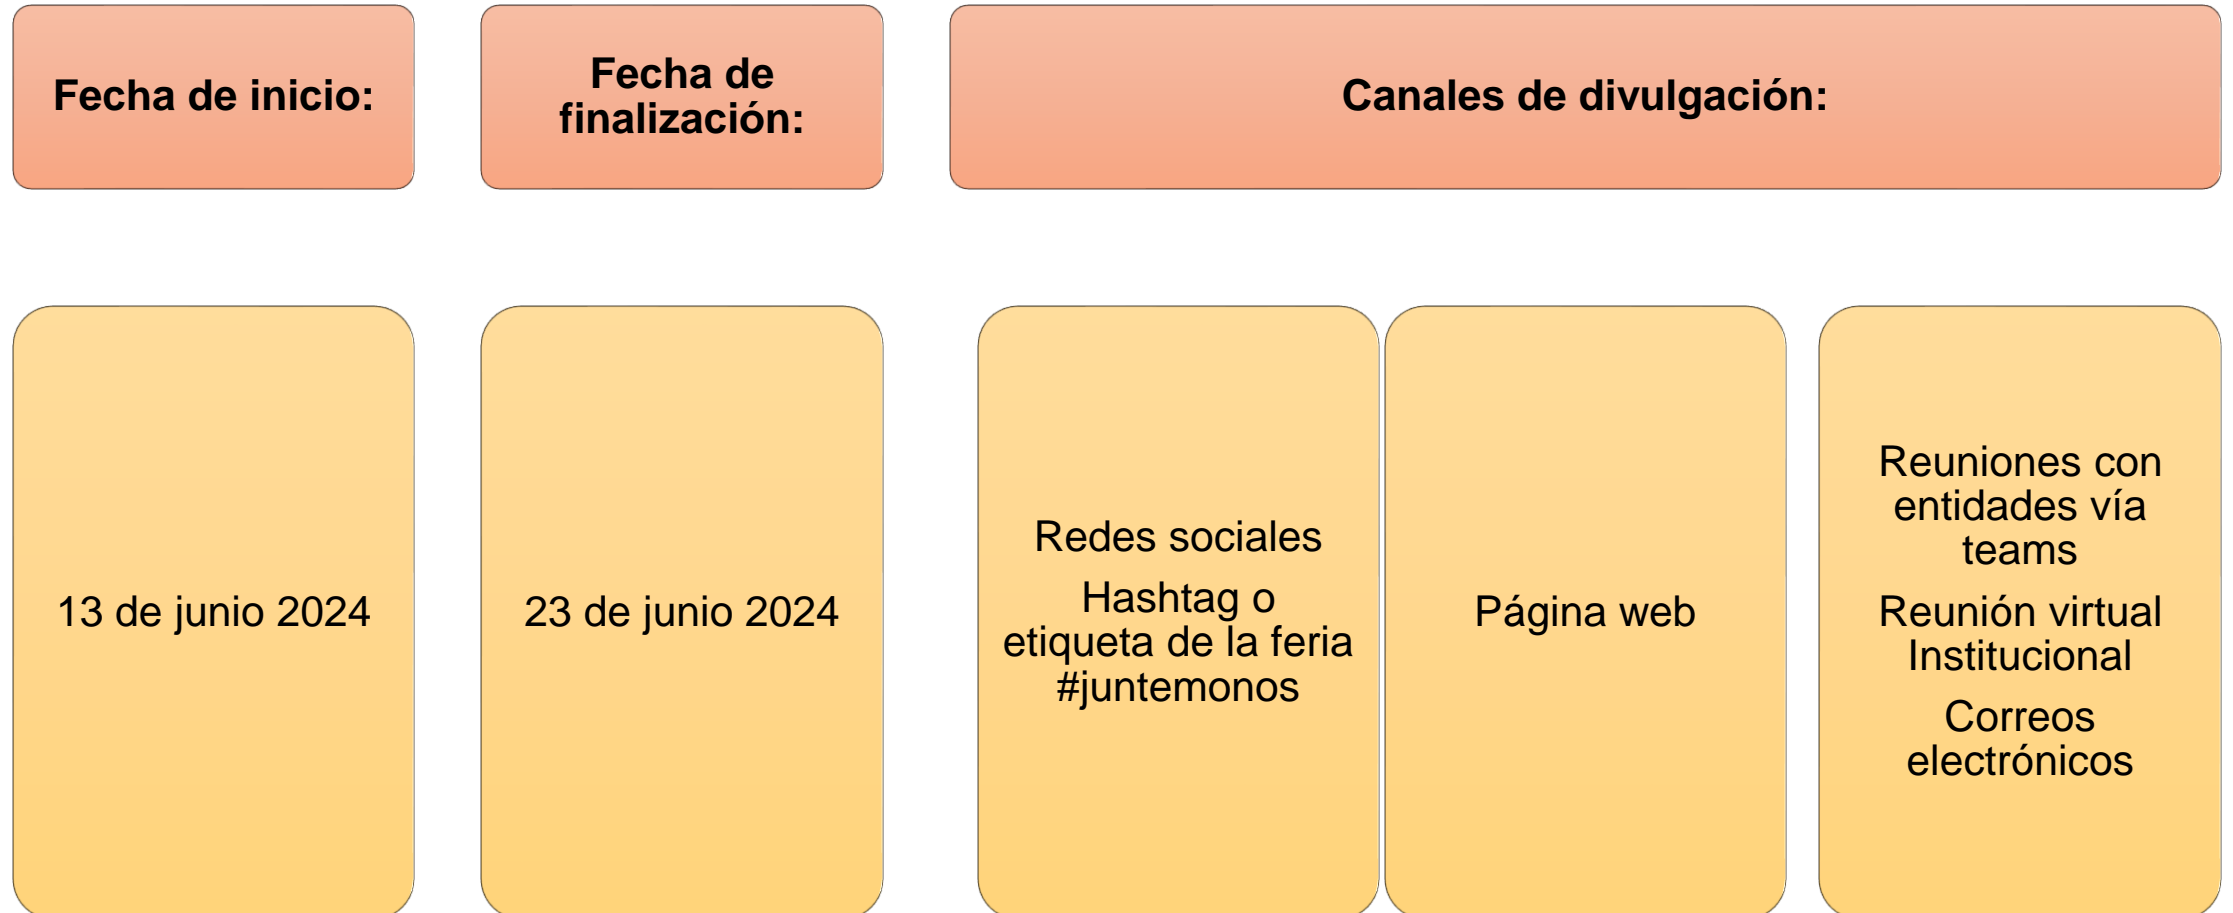 Fecha de inicio:
Fecha de
finalización:
Canales de divulgación:
13 de junio 2024
23 de junio 2024
Redes sociales
Hashtag o
etiqueta de la feria
#juntemonos
Página web
Reuniones con
entidades vía
teams
Reunión virtual
Institucional
Correos
electrónicos